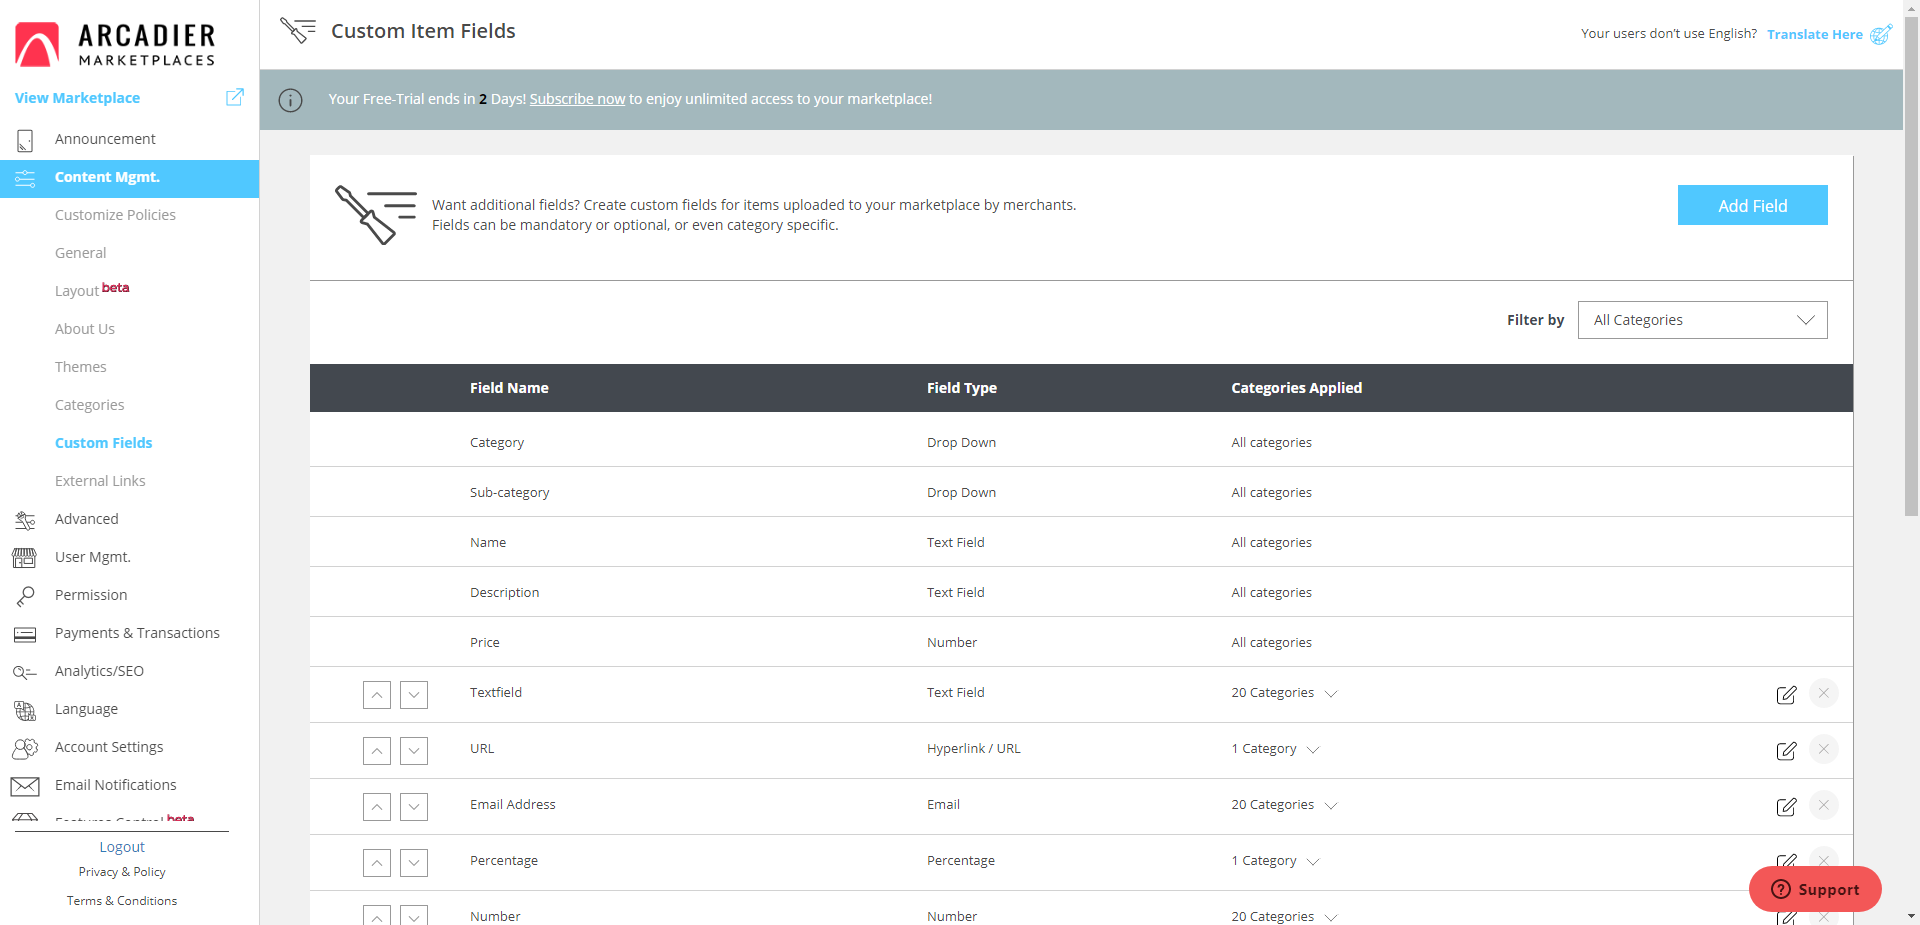 ARCADIER
MARKETPLACES
View Marketplace
Announcement
Content Mgmt.
Customize Policies
General
Layout beta
About Us
Themes
Categories
Custom Fields
External Links
Advanced
User Mgmt.
Permission
Payments & Transactions
Analytics/SEO
Language
Account Settings
Email Notifications
Features Control beta
Logout
Privacy & Policy
Terms & Conditions
Custom Item Fields
Your users don't use English? Translate Here
Your Free-Trial ends in 2 Days! Subscribe now to enjoy unlimited access to your marketplace!
Want additional fields? Create custom fields for items uploaded to your marketplace by merchants.
Fields can be mandatory or optional, or even category specific.
Add Field
Filter by All Categories
Field Name Field Type Categories Applied
Category Drop Down All categories
Sub-category Drop Down All categories
Name Text Field All categories
Description Text Field All categories
Price Number All categories
Textfield Text Field 20 Categories
URL Hyperlink / URL 1 Category
Email Address Email 20 Categories
Percentage Percentage 1 Category
Number Number 20 Categories
Support